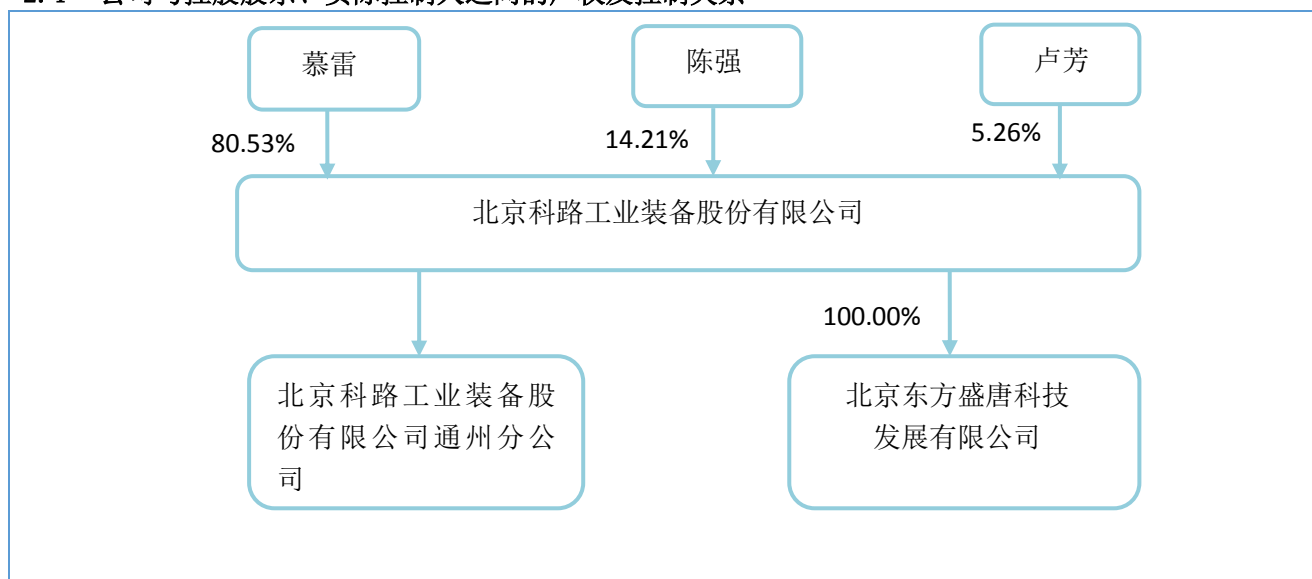 慕雷
陈强
卢芳
80.53%
14.21%
5.26%
北京科路工业装备股份有限公司
100.00%
北京科路工业装备股
份有限公司通州分公
司
北京东方盛唐科技
发展有限公司